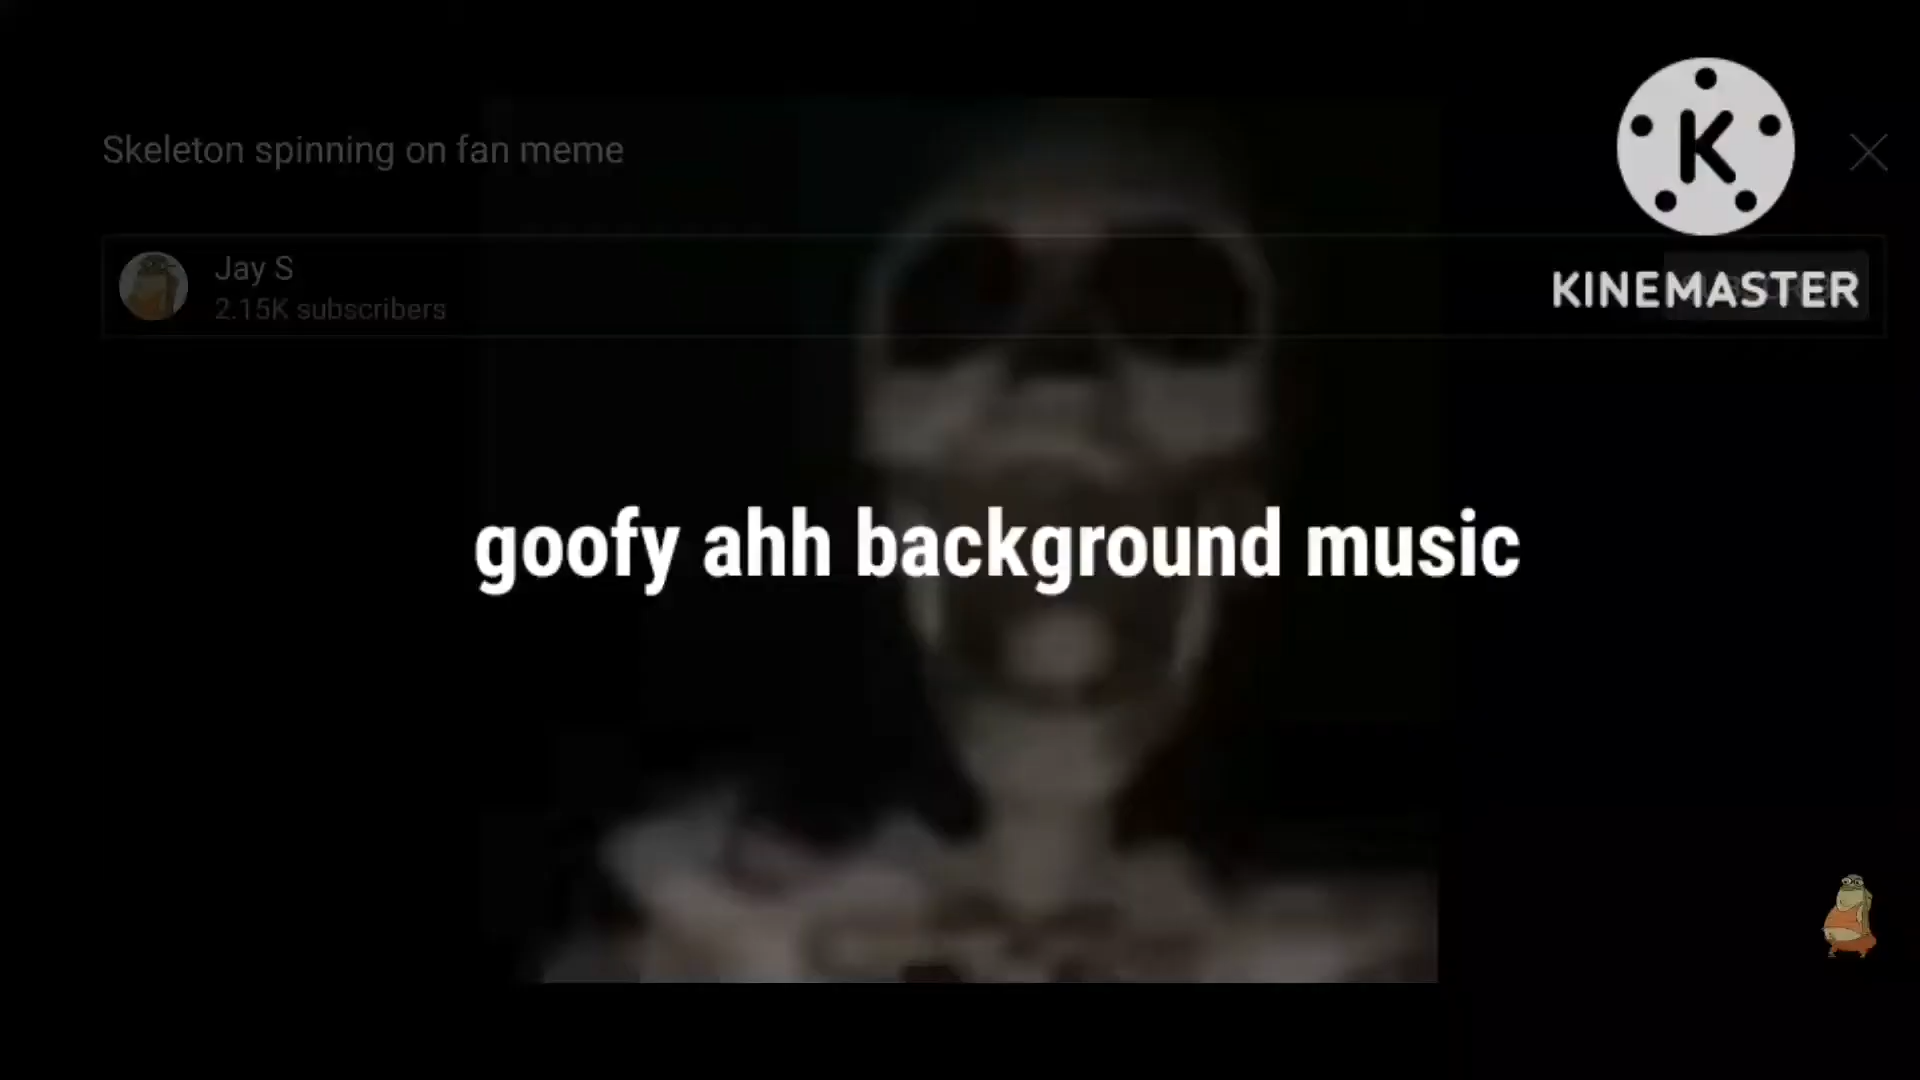 Skeleton spinning on fan meme
K
Jay S
2.15K subscribers
KINEMASTER
goofy ahh background music